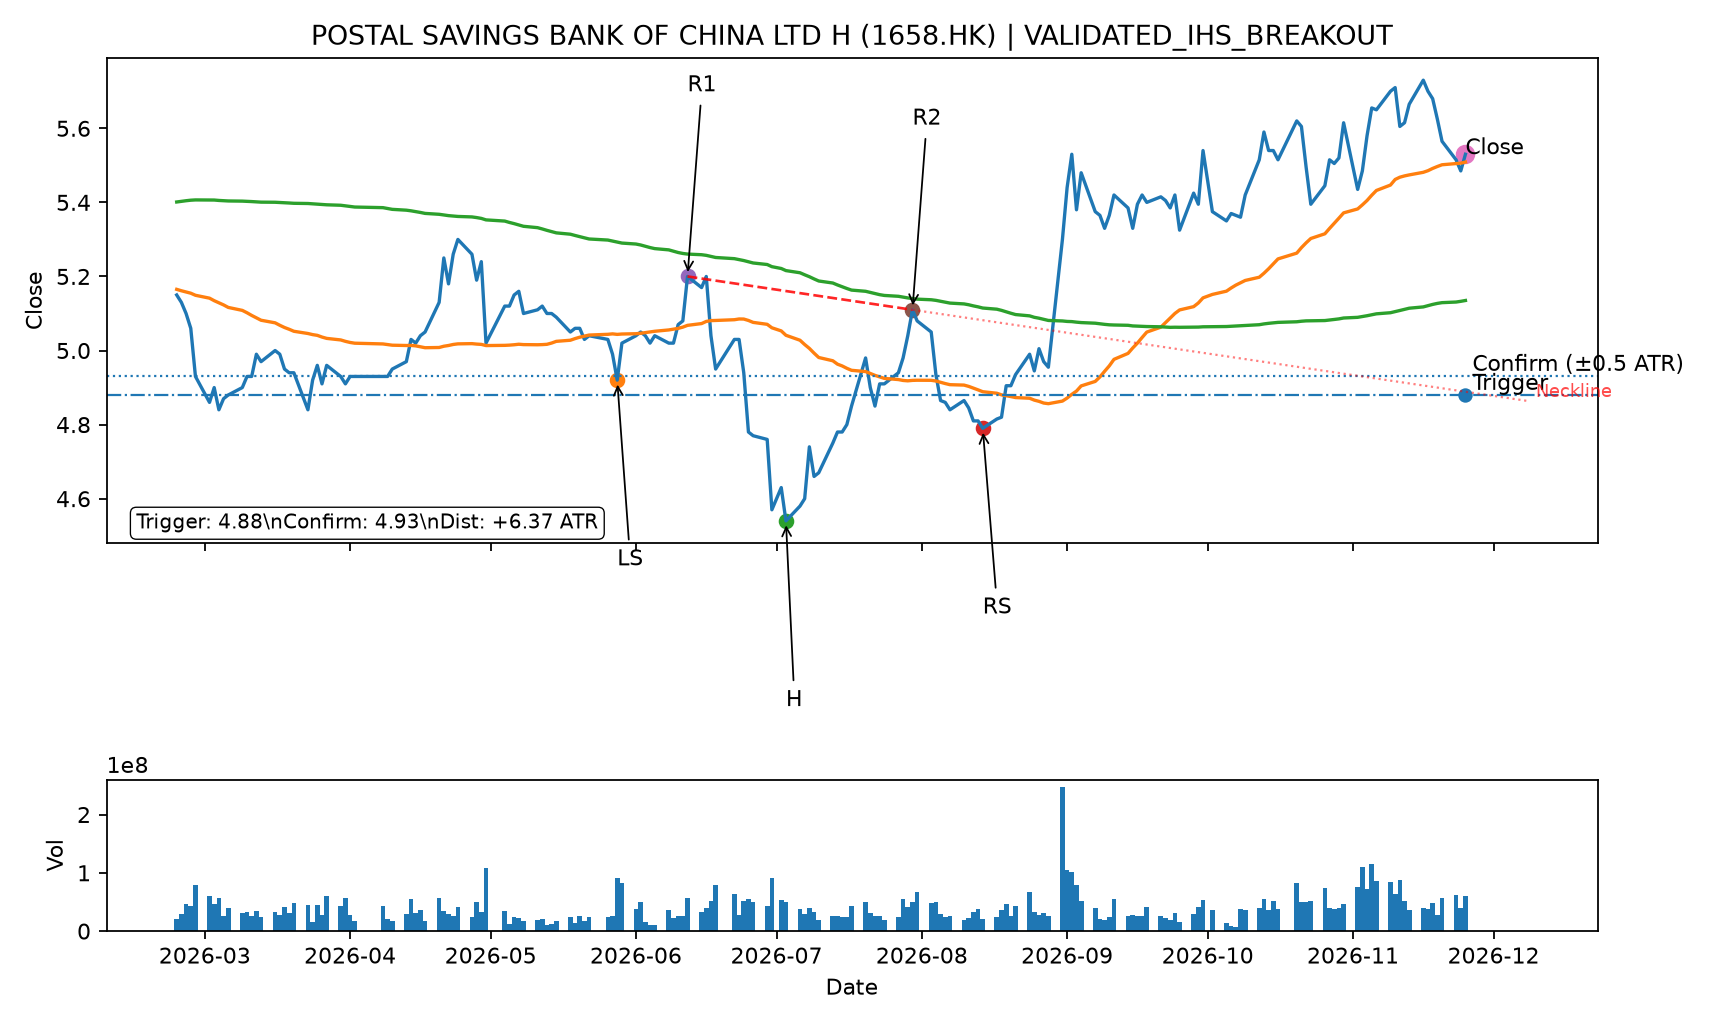 POSTAL SAVINGS BANK OF CHINA LTD H (1658.HK) | VALIDATED_IHS_BREAKOUT
R1
R2
Close
Close
5.6
5.4
5.2
5.0
4.8
4.6
Confirm (±0.5 ATR)
Trigger
Neckline
Trigger: 4.88\nConfirm: 4.93\nDist: +6.37 ATR
LS
RS
H
1e8
Vol
2
1
0
2026-03 2026-04 2026-05 2026-06 2026-07 2026-08 2026-09 2026-10 2026-11 2026-12
Date